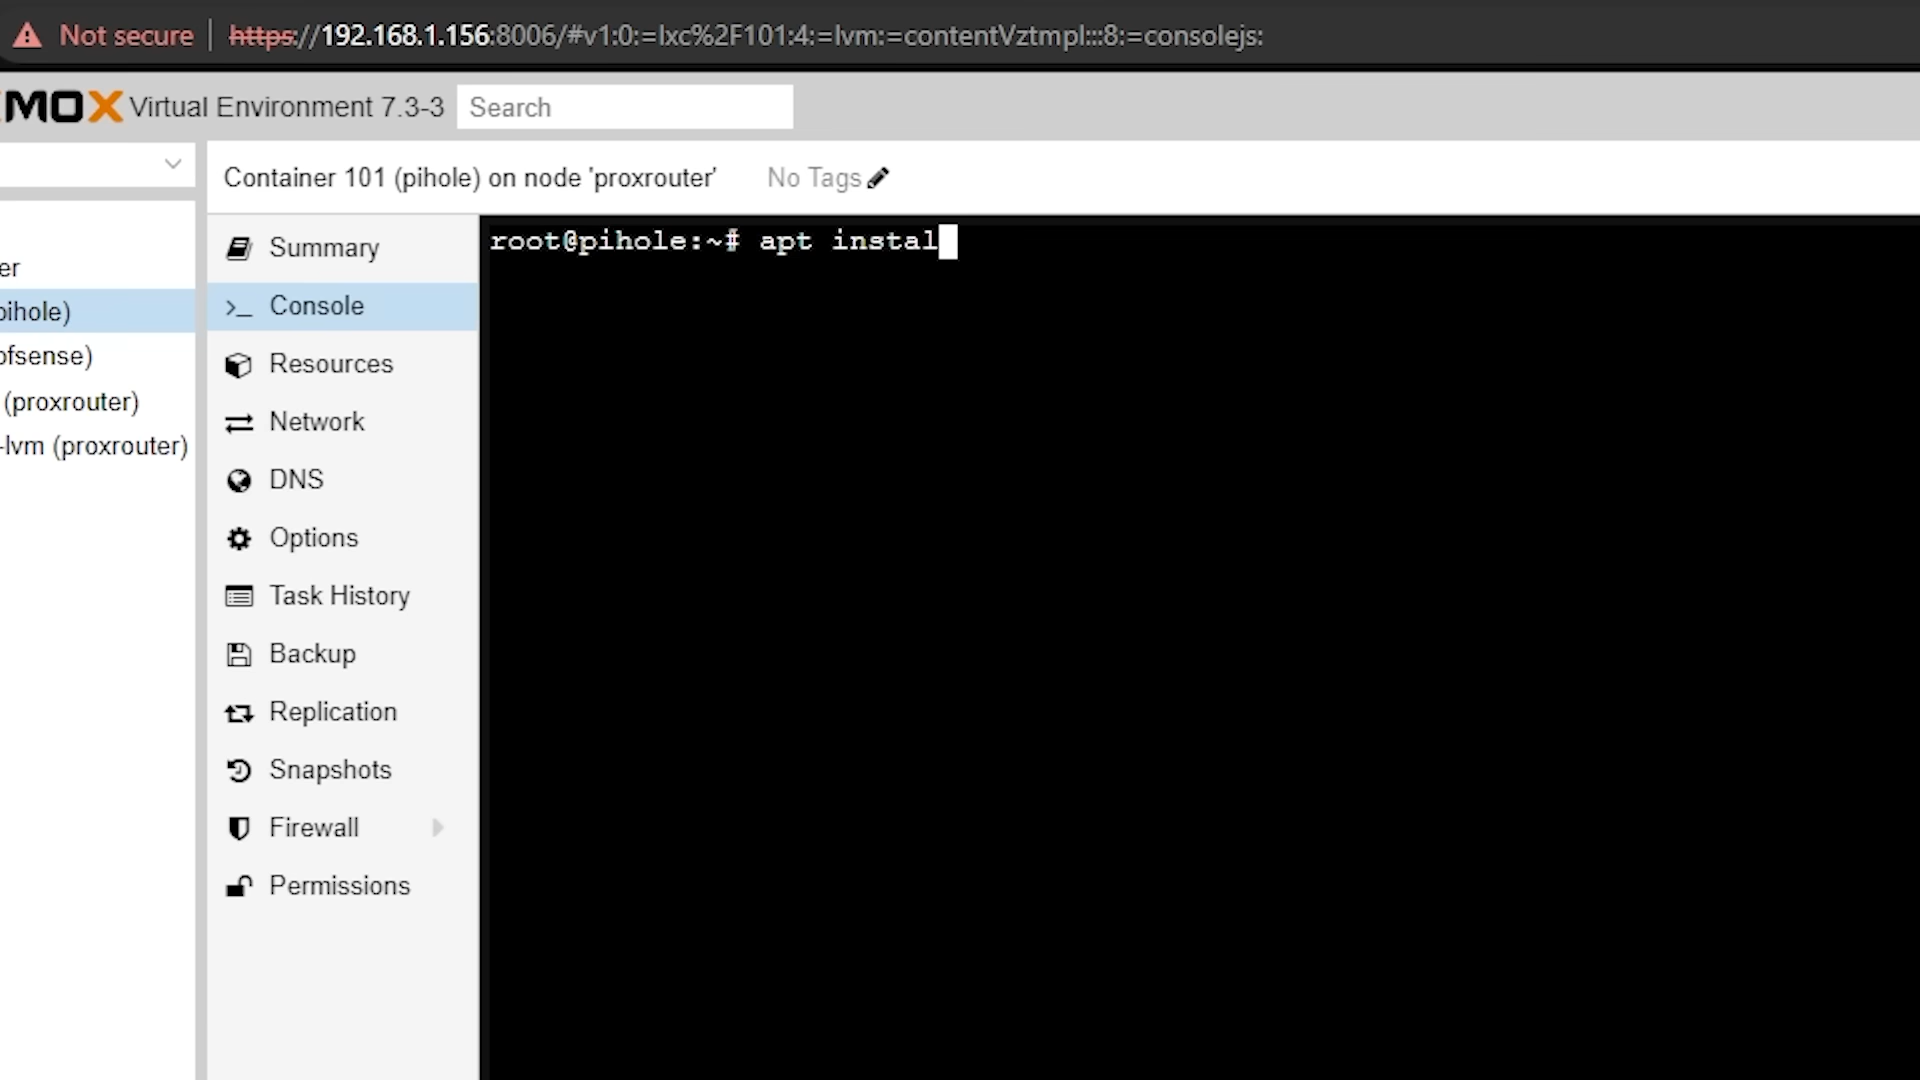 Not secure | https://192.168.1.156:8006/#v1:0:=lxc%2F101:4:=lvm:=contentVztmpl:::8:=consolejs:
MOX Virtual Environment 7.3-3 Search
Container 101 (pihole) on node 'proxrouter' No Tags
er
pihole)
pfsense)
(proxrouter)
-lvm (proxrouter)
Summary
Console
Resources
Network
DNS
Options
Task History
Backup
Replication
Snapshots
Firewall
Permissions
root@pihole:~# apt instal